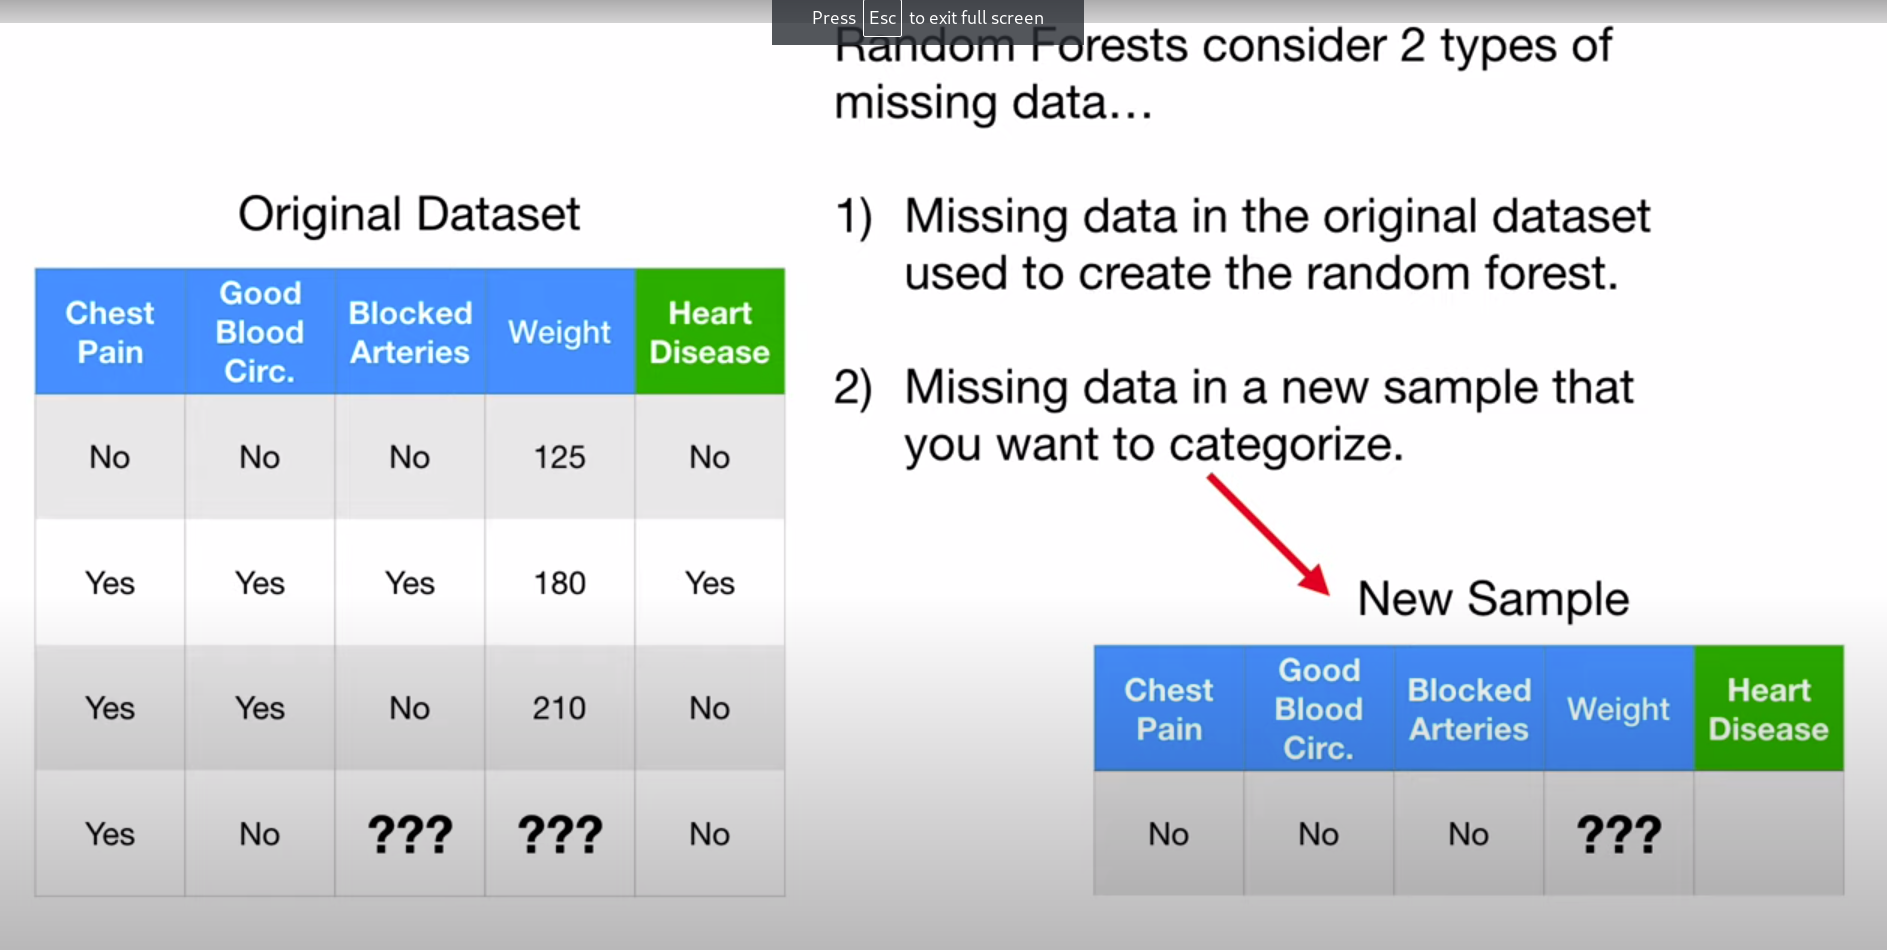 Press Esc to exit full screen
Random Forests consider 2 types of
missing data...
Original Dataset
1) Missing data in the original dataset
used to create the random forest.
2) Missing data in a new sample that
you want to categorize.
Chest Pain Good Blood Circ. Blocked Arteries Weight Heart Disease
No No No 125 No
Yes Yes Yes 180 Yes
Yes Yes No 210 No
Yes No ??? ??? No
New Sample
Chest Pain Good Blood Circ. Blocked Arteries Weight Heart Disease
No No No ???